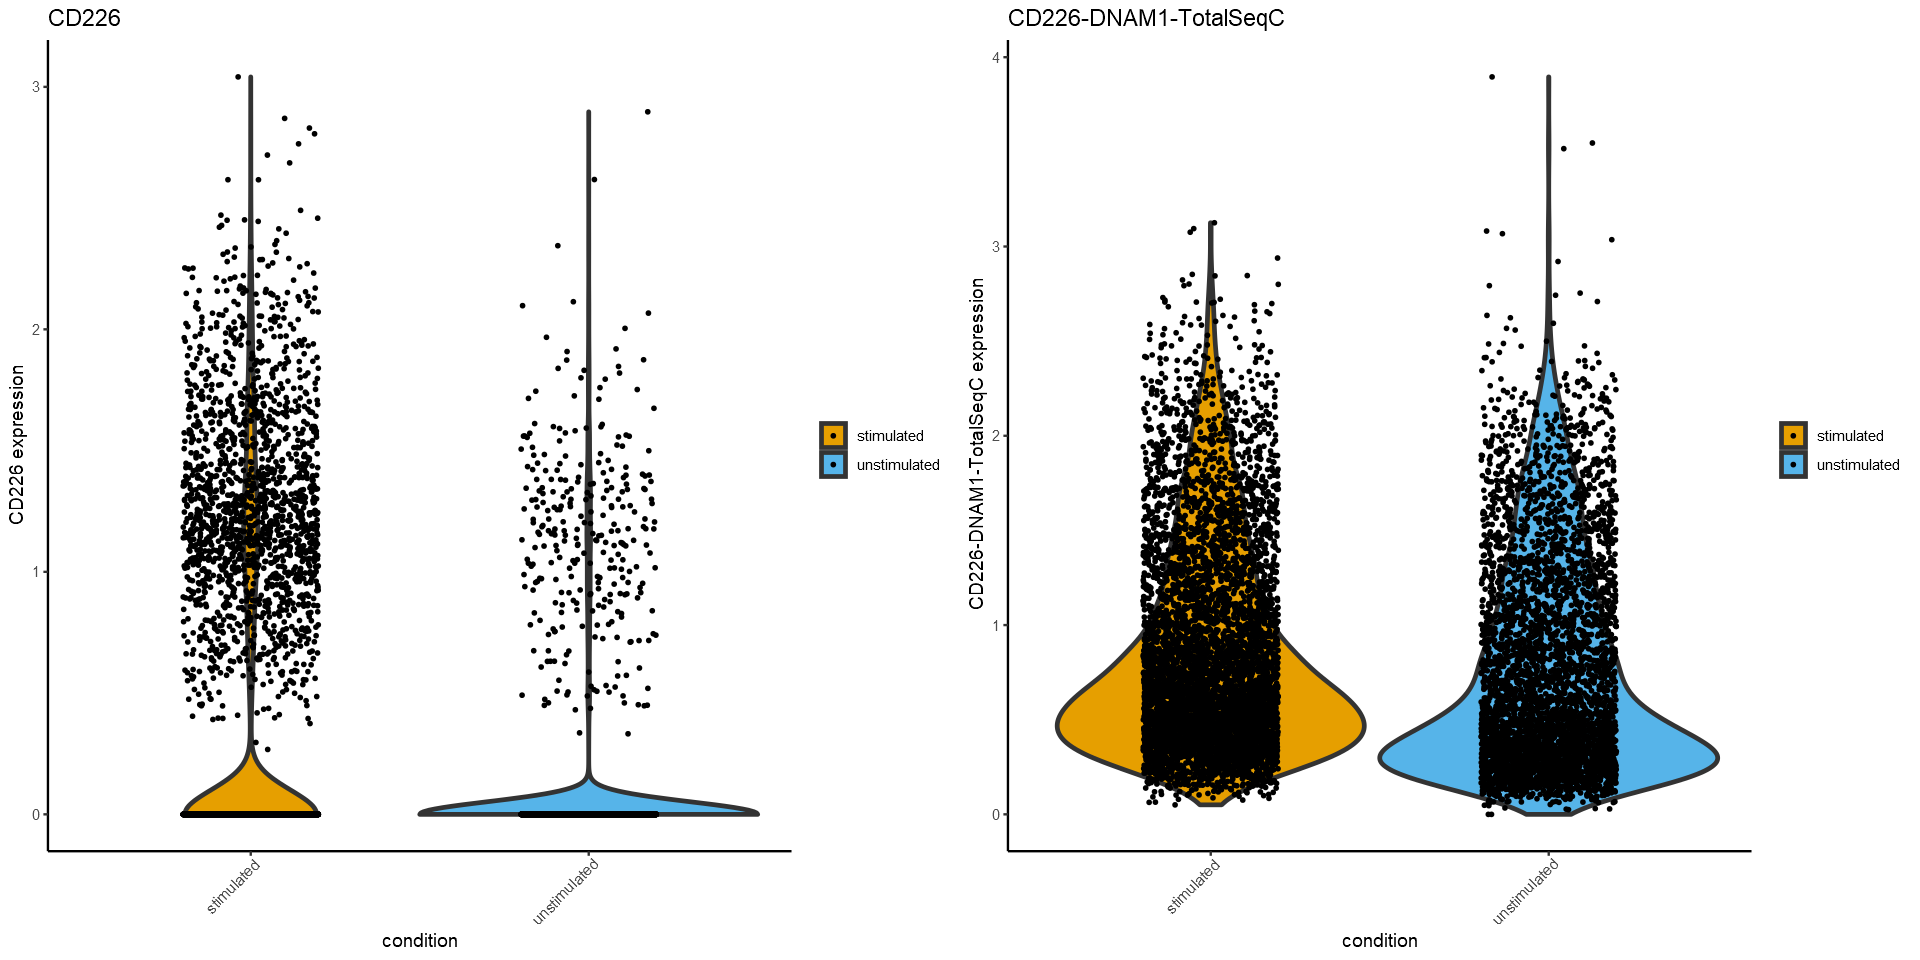 CD226
CD226 expression
3
2
1
0
stimulated
unstimulated
condition
stimulated
unstimulated
CD226-DNAM1-TotalSeqC
CD226-DNAM1-TotalSeqC expression
4
3
2
1
0
stimulated
unstimulated
condition
stimulated
unstimulated